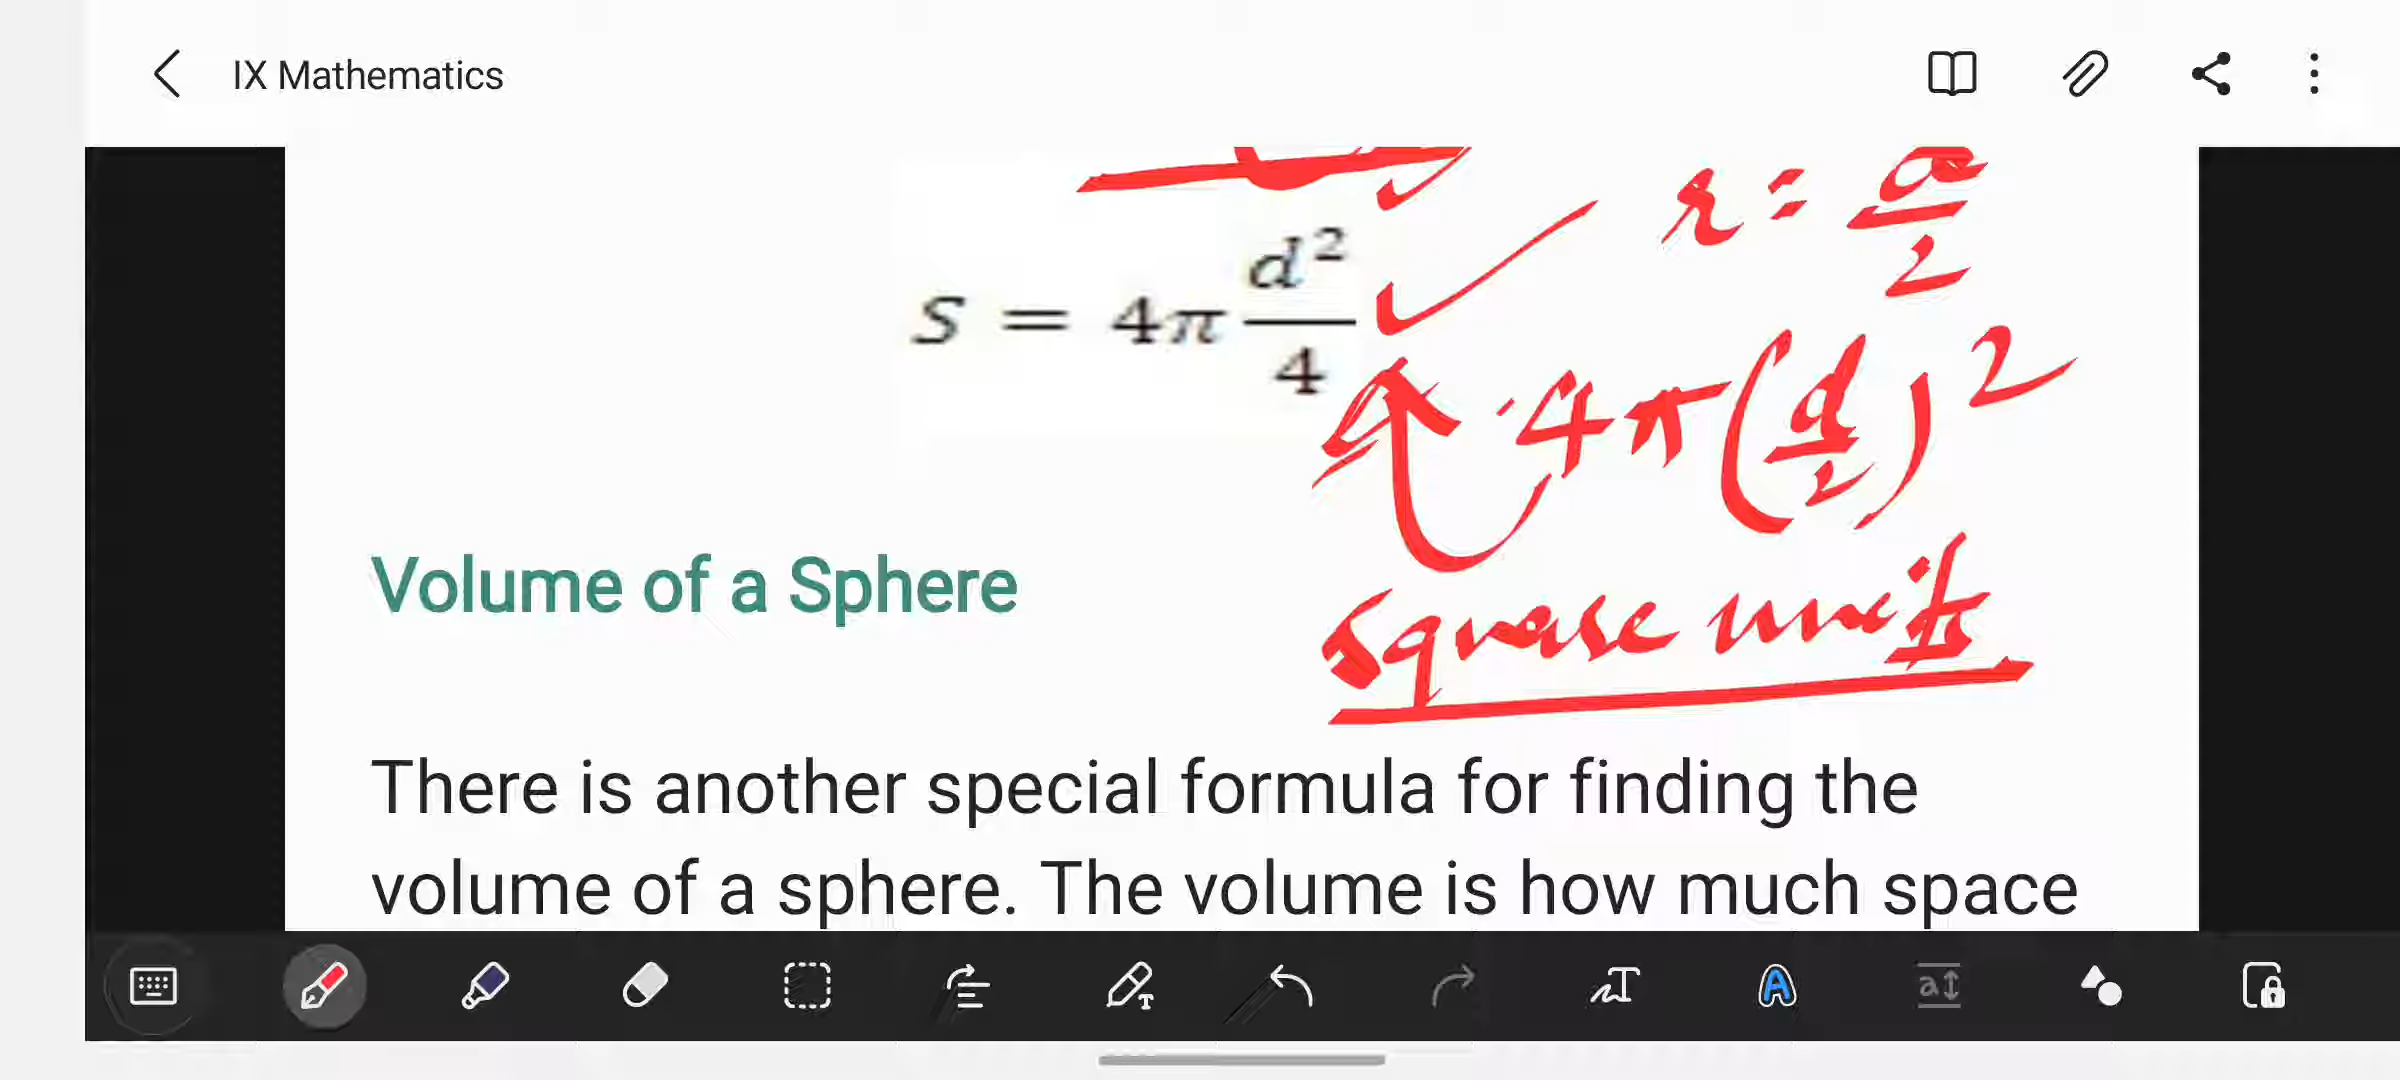 IX Mathematics
r = d/2
S = 4π d²/4
4π(d/2)²
Volume of a Sphere
square units
There is another special formula for finding the
volume of a sphere. The volume is how much space